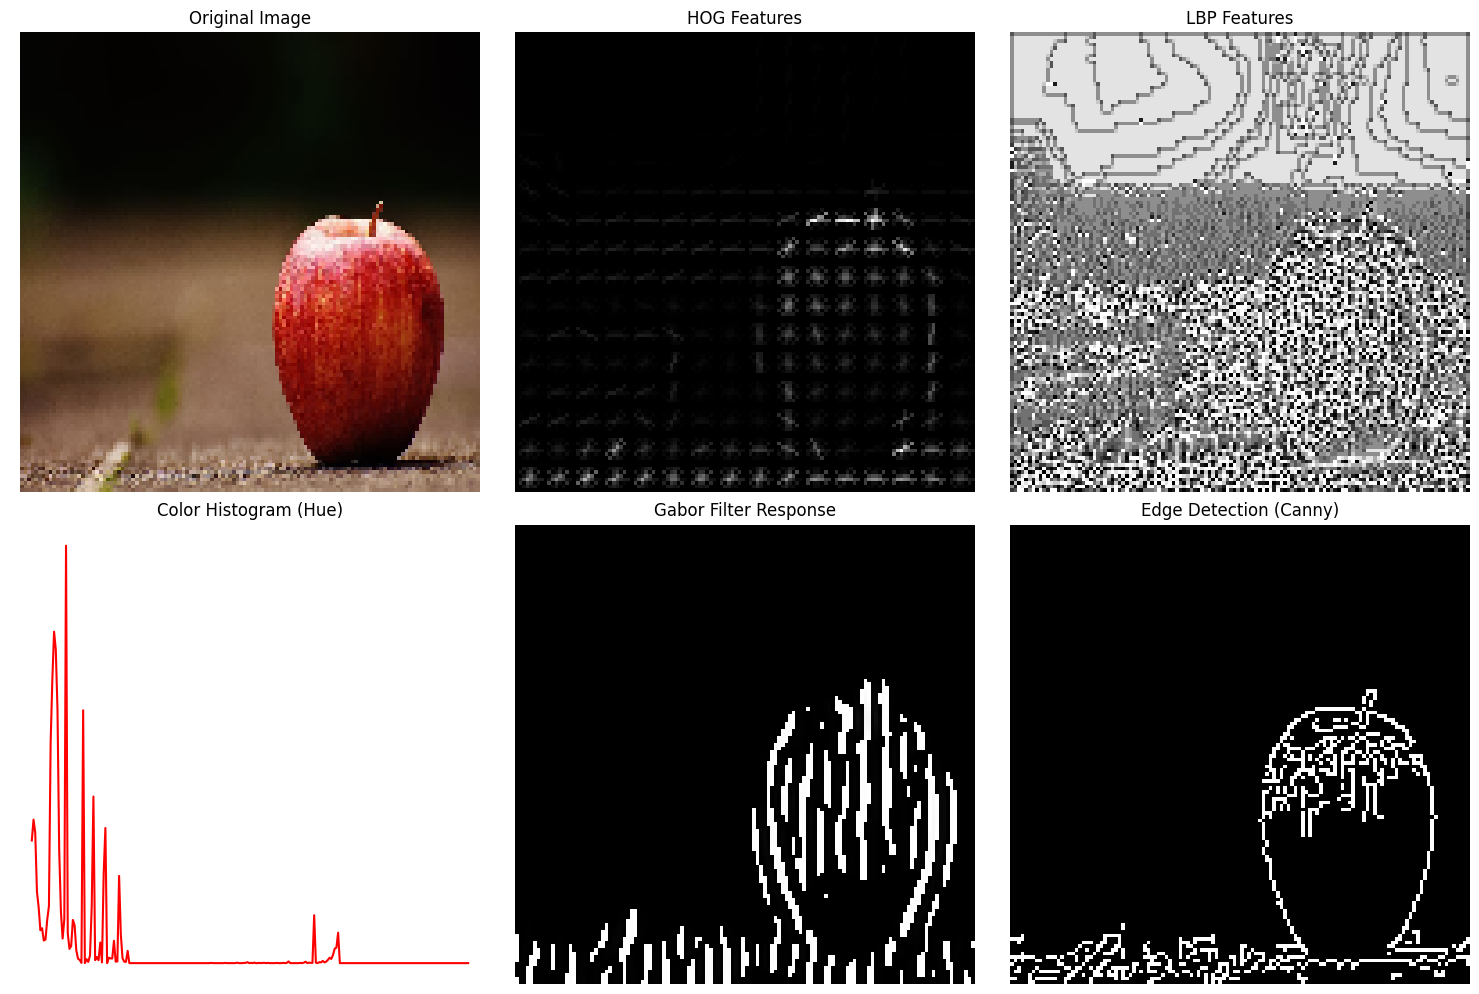 Original Image
HOG Features
LBP Features
Color Histogram (Hue)
Gabor Filter Response
Edge Detection (Canny)